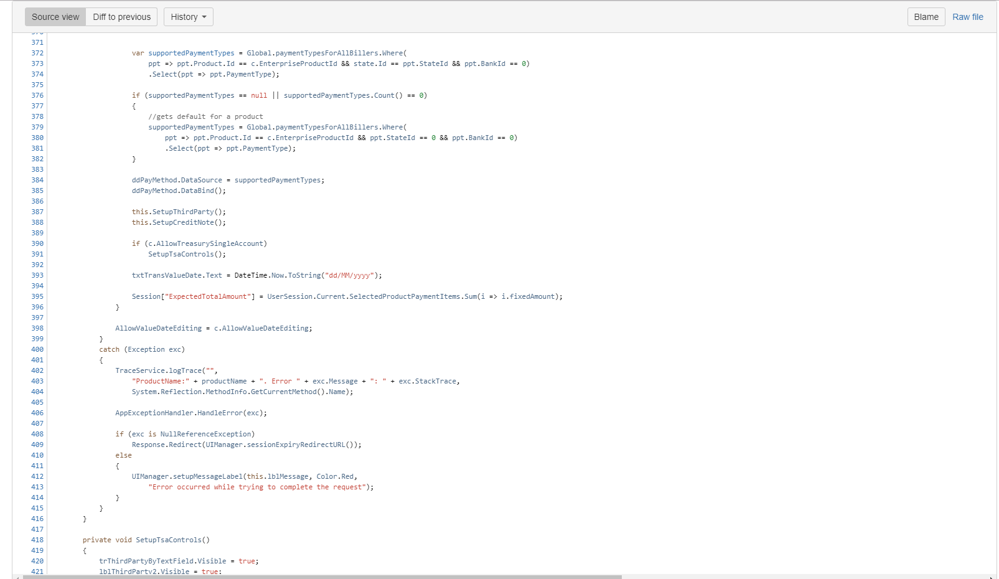 Source view Diff to previous History Blame Raw file
371
372 var supportedPaymentTypes = Global.paymentTypesForAllBillers.Where(
373 ppt => ppt.Product.Id == c.EnterpriseProductId && state.Id == ppt.StateId && ppt.BankId == 0)
374 .Select(ppt => ppt.PaymentType);
375
376 if (supportedPaymentTypes == null || supportedPaymentTypes.Count() == 0)
377 {
378 //gets default for a product
379 supportedPaymentTypes = Global.paymentTypesForAllBillers.Where(
380 ppt => ppt.Product.Id == c.EnterpriseProductId && ppt.StateId == 0 && ppt.BankId == 0)
381 .Select(ppt => ppt.PaymentType);
382 }
383
384 ddPayMethod.DataSource = supportedPaymentTypes;
385 ddPayMethod.DataBind();
386
387 this.SetupThirdParty();
388 this.SetupCreditNote();
389
390 if (c.AllowTreasurySingleAccount)
391 SetupTsaControls();
392
393 txtTransValueDate.Text = DateTime.Now.ToString("dd/MM/yyyy");
394
395 Session["ExpectedTotalAmount"] = UserSession.Current.SelectedProductPaymentItems.Sum(i => i.fixedAmount);
396 }
397
398 AllowValueDateEditing = c.AllowValueDateEditing;
399 }
400 catch (Exception exc)
401 {
402 TraceService.logTrace("",
403 "ProductName:" + productName + ". Error " + exc.Message + ": " + exc.StackTrace,
404 System.Reflection.MethodInfo.GetCurrentMethod().Name);
405
406 AppExceptionHandler.HandleError(exc);
407
408 if (exc is NullReferenceException)
409 Response.Redirect(UIManager.sessionExpiryRedirectURL());
410 else
411 {
412 UIManager.setupMessageLabel(this.lblMessage, Color.Red,
413 "Error occurred while trying to complete the request");
414 }
415 }
416 }
417
418 private void SetupTsaControls()
419 {
420 trThirdPartyByTextField.Visible = true;
421 lblThirdParty2.Visible = true;